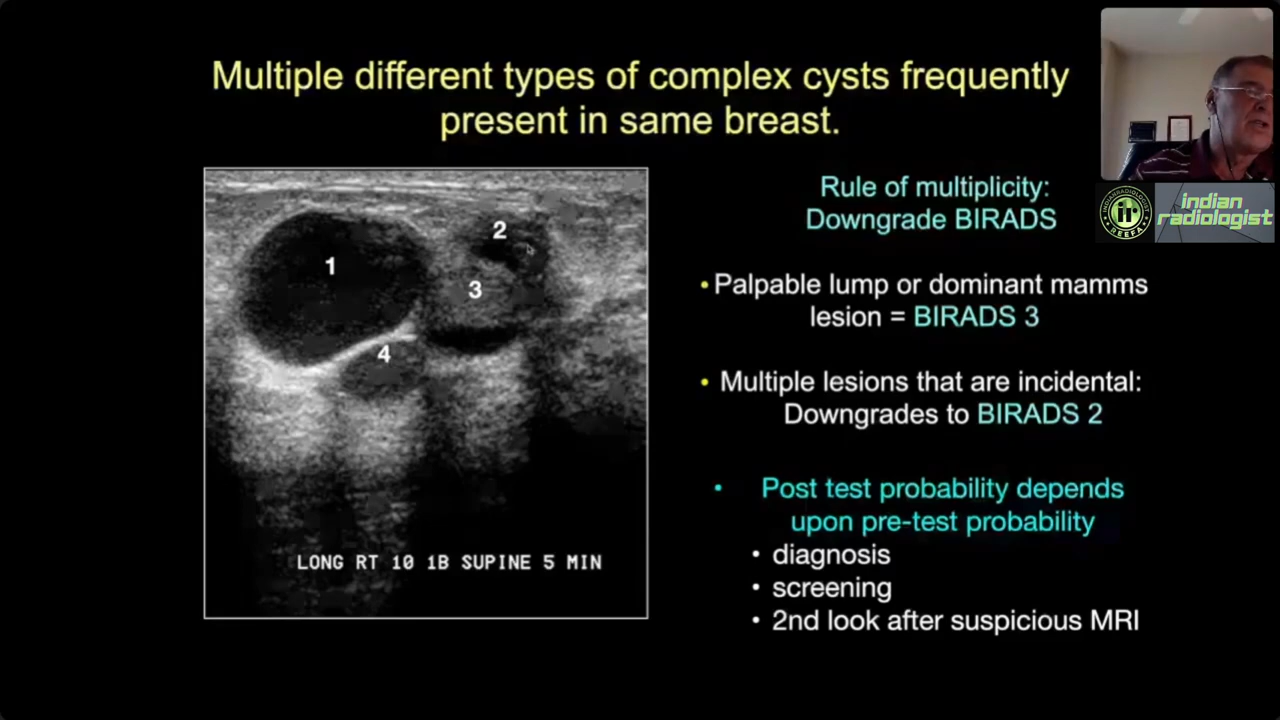 Multiple different types of complex cysts frequently
present in same breast.
1
2
3
4
LONG RT 10 1B SUPINE 5 MIN
Rule of multiplicity:
Downgrade BIRADS
• Palpable lump or dominant mamms
lesion = BIRADS 3
• Multiple lesions that are incidental:
Downgrades to BIRADS 2
• Post test probability depends
upon pre-test probability
• diagnosis
• screening
• 2nd look after suspicious MRI
ir
indian
radiologist